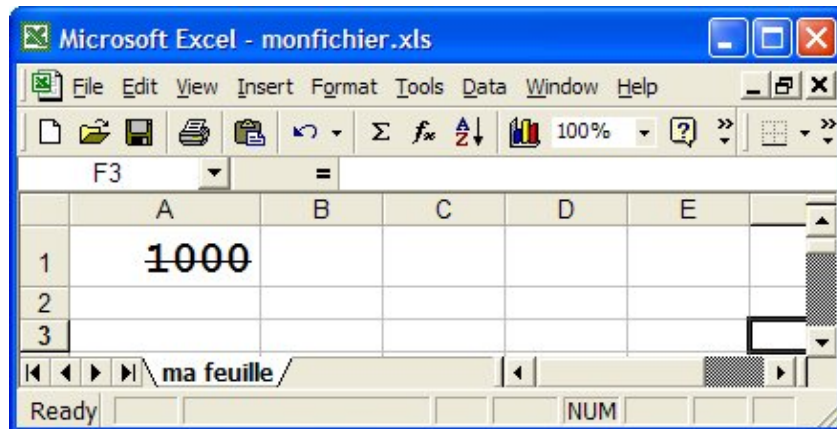 Microsoft Excel - monfichier.xls
File Edit View Insert Format Tools Data Window Help
Σ fx A Z 100% ? »  »
F3 =
A B C D E
1 1000
2
3
ma feuille
Ready NUM